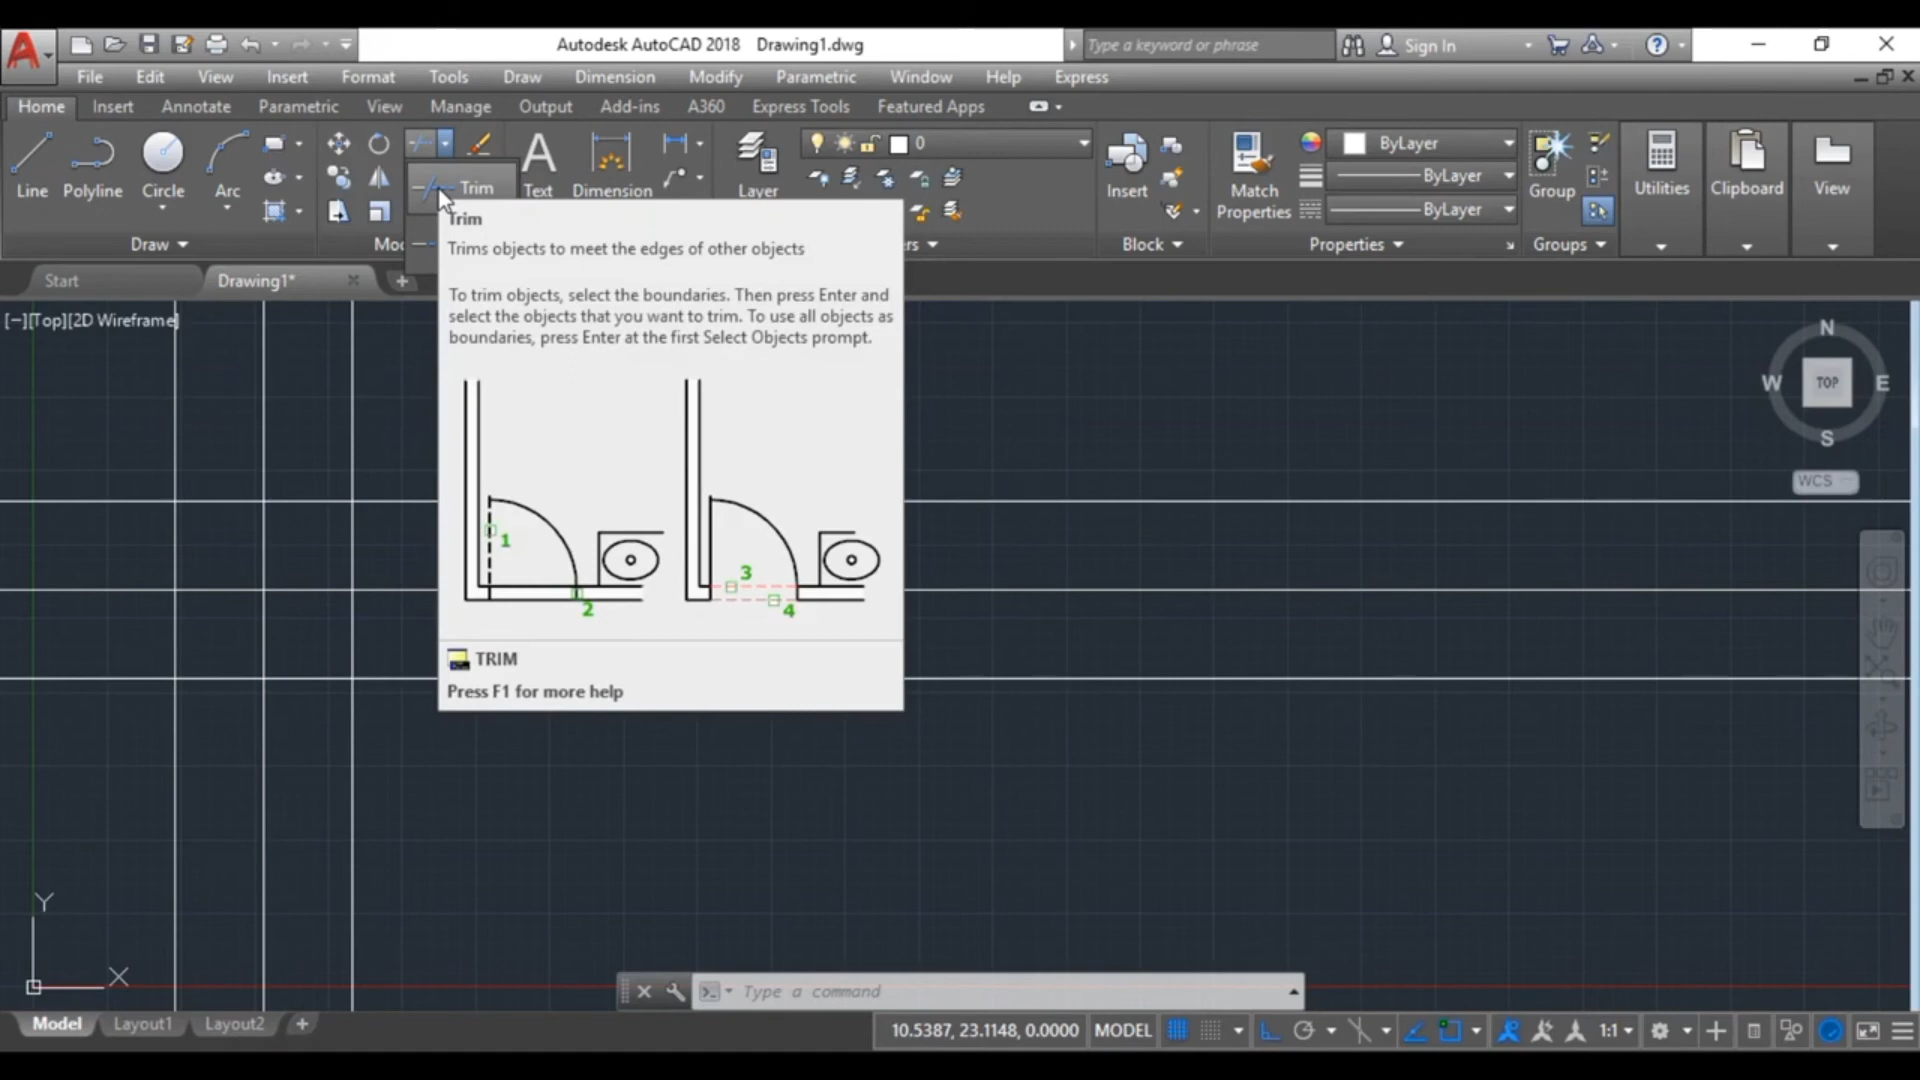 Autodesk AutoCAD 2018 Drawing1.dwg
Type a keyword or phrase
Sign In
File Edit View Insert Format Tools Draw Dimension Modify Parametric Window Help Express
Home Insert Annotate Parametric View Manage Output Add-ins A360 Express Tools Featured Apps
0
ByLayer
Trim
ByLayer
ByLayer
Line Polyline Circle Arc Text Dimension Layer Insert Match Properties Group Utilities Clipboard View
Draw Block Properties Groups
Start Drawing1*
[−][Top][2D Wireframe]
Trim
Trims objects to meet the edges of other objects
To trim objects, select the boundaries. Then press Enter and
select the objects that you want to trim. To use all objects as
boundaries, press Enter at the first Select Objects prompt.
1
2
3
4
TRIM
Press F1 for more help
N
W TOP E
S
WCS
Y
X
Type a command
Model Layout1 Layout2
10.5387, 23.1148, 0.0000 MODEL 1:1